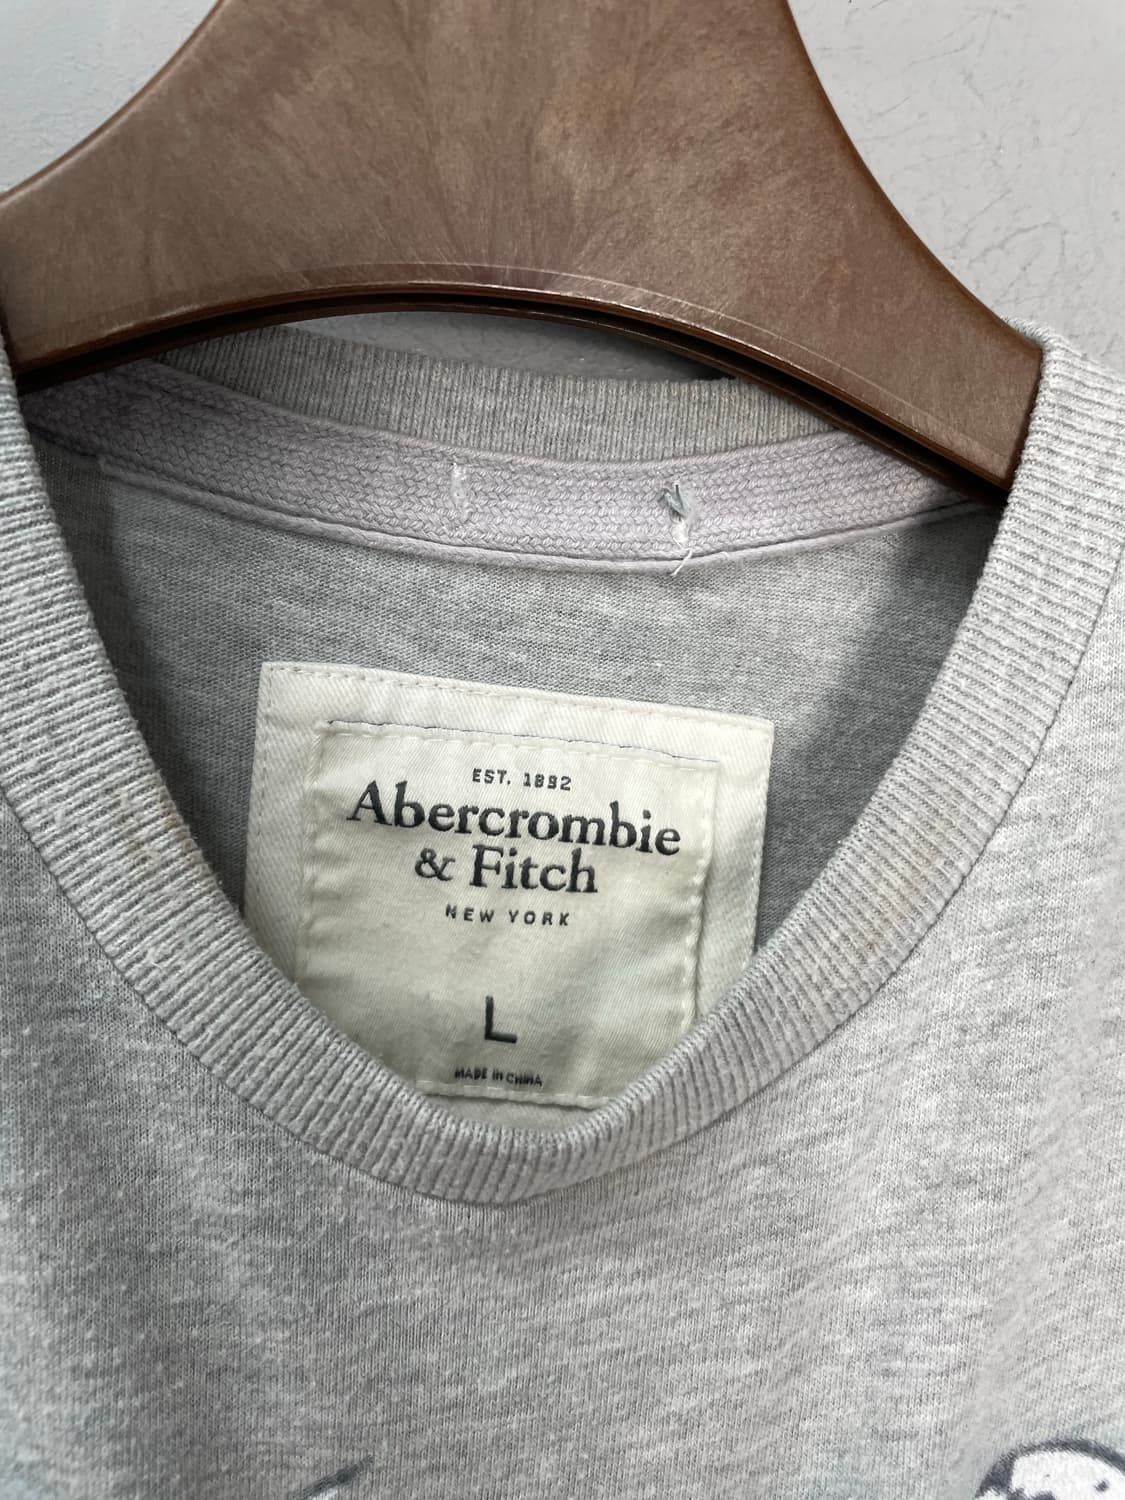 EST. 1892
Abercrombie
& Fitch
NEW YORK
L
MADE IN CHINA